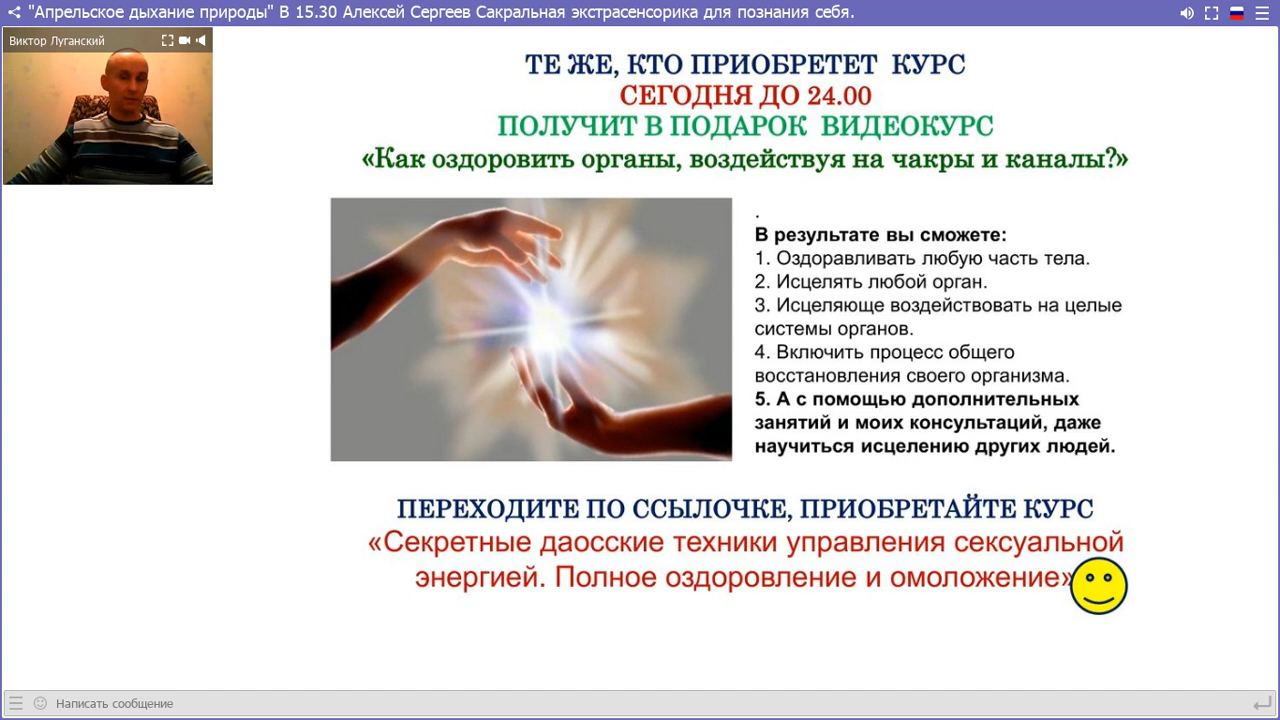 "Апрельское дыхание природы" В 15.30 Алексей Сергеев Сакральная экстрасенсорика для познания себя.
Виктор Луганский
ТЕ ЖЕ, КТО ПРИОБРЕТЕТ КУРС
СЕГОДНЯ ДО 24.00
ПОЛУЧИТ В ПОДАРОК ВИДЕОКУРС
«Как оздоровить органы, воздействуя на чакры и каналы?»
.
В результате вы сможете:
1. Оздоравливать любую часть тела.
2. Исцелять любой орган.
3. Исцеляюще воздействовать на целые
системы органов.
4. Включить процесс общего
восстановления своего организма.
5. А с помощью дополнительных
занятий и моих консультаций, даже
научиться исцелению других людей.
ПЕРЕХОДИТЕ ПО ССЫЛОЧКЕ, ПРИОБРЕТАЙТЕ КУРС
«Секретные даосские техники управления сексуальной
энергией. Полное оздоровление и омоложение»
Написать сообщение